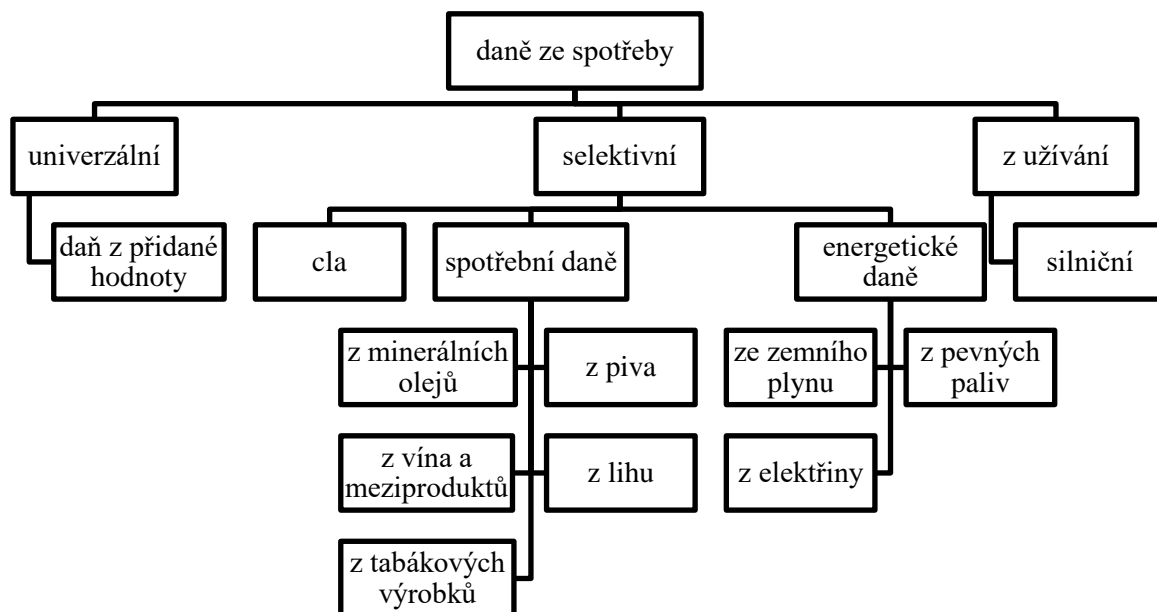 daně ze spotřeby
univerzální
selektivní
z užívání
daň z přidané
hodnoty
cla
spotřební daně
energetické
daně
silniční
z minerálních
olejů
z piva
ze zemního
plynu
z pevných
paliv
z vína a
meziproduktů
z lihu
z elektřiny
z tabákových
výrobků